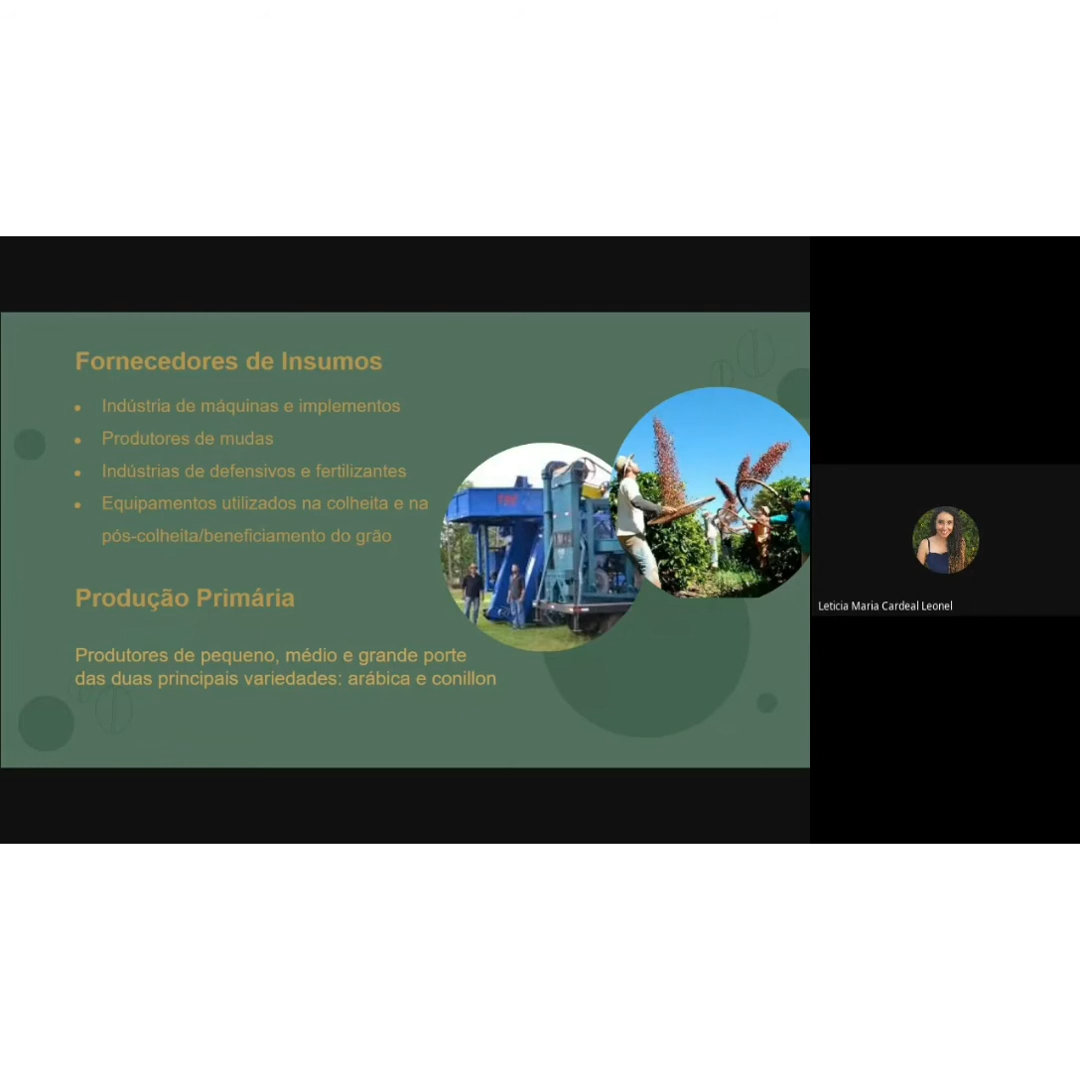 Fornecedores de Insumos
Indústria de máquinas e implementos
Produtores de mudas
Indústrias de defensivos e fertilizantes
Equipamentos utilizados na colheita e na
pós-colheita/beneficiamento do grão
Produção Primária
Produtores de pequeno, médio e grande porte
das duas principais variedades: arábica e conillon
Leticia Maria Cardeal Leonel